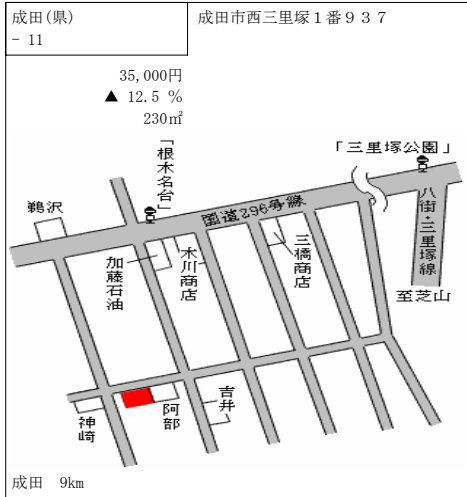 成田(県)
- 11
成田市西三里塚1番937
35,000円
▲ 12.5 %
230㎡
「三里塚公園」
「根木名台」
鵜沢
国道296号線
八街・三里塚線
加藤石油
木川商店
三橋商店
至芝山
神崎
阿部
吉井
成田 9km